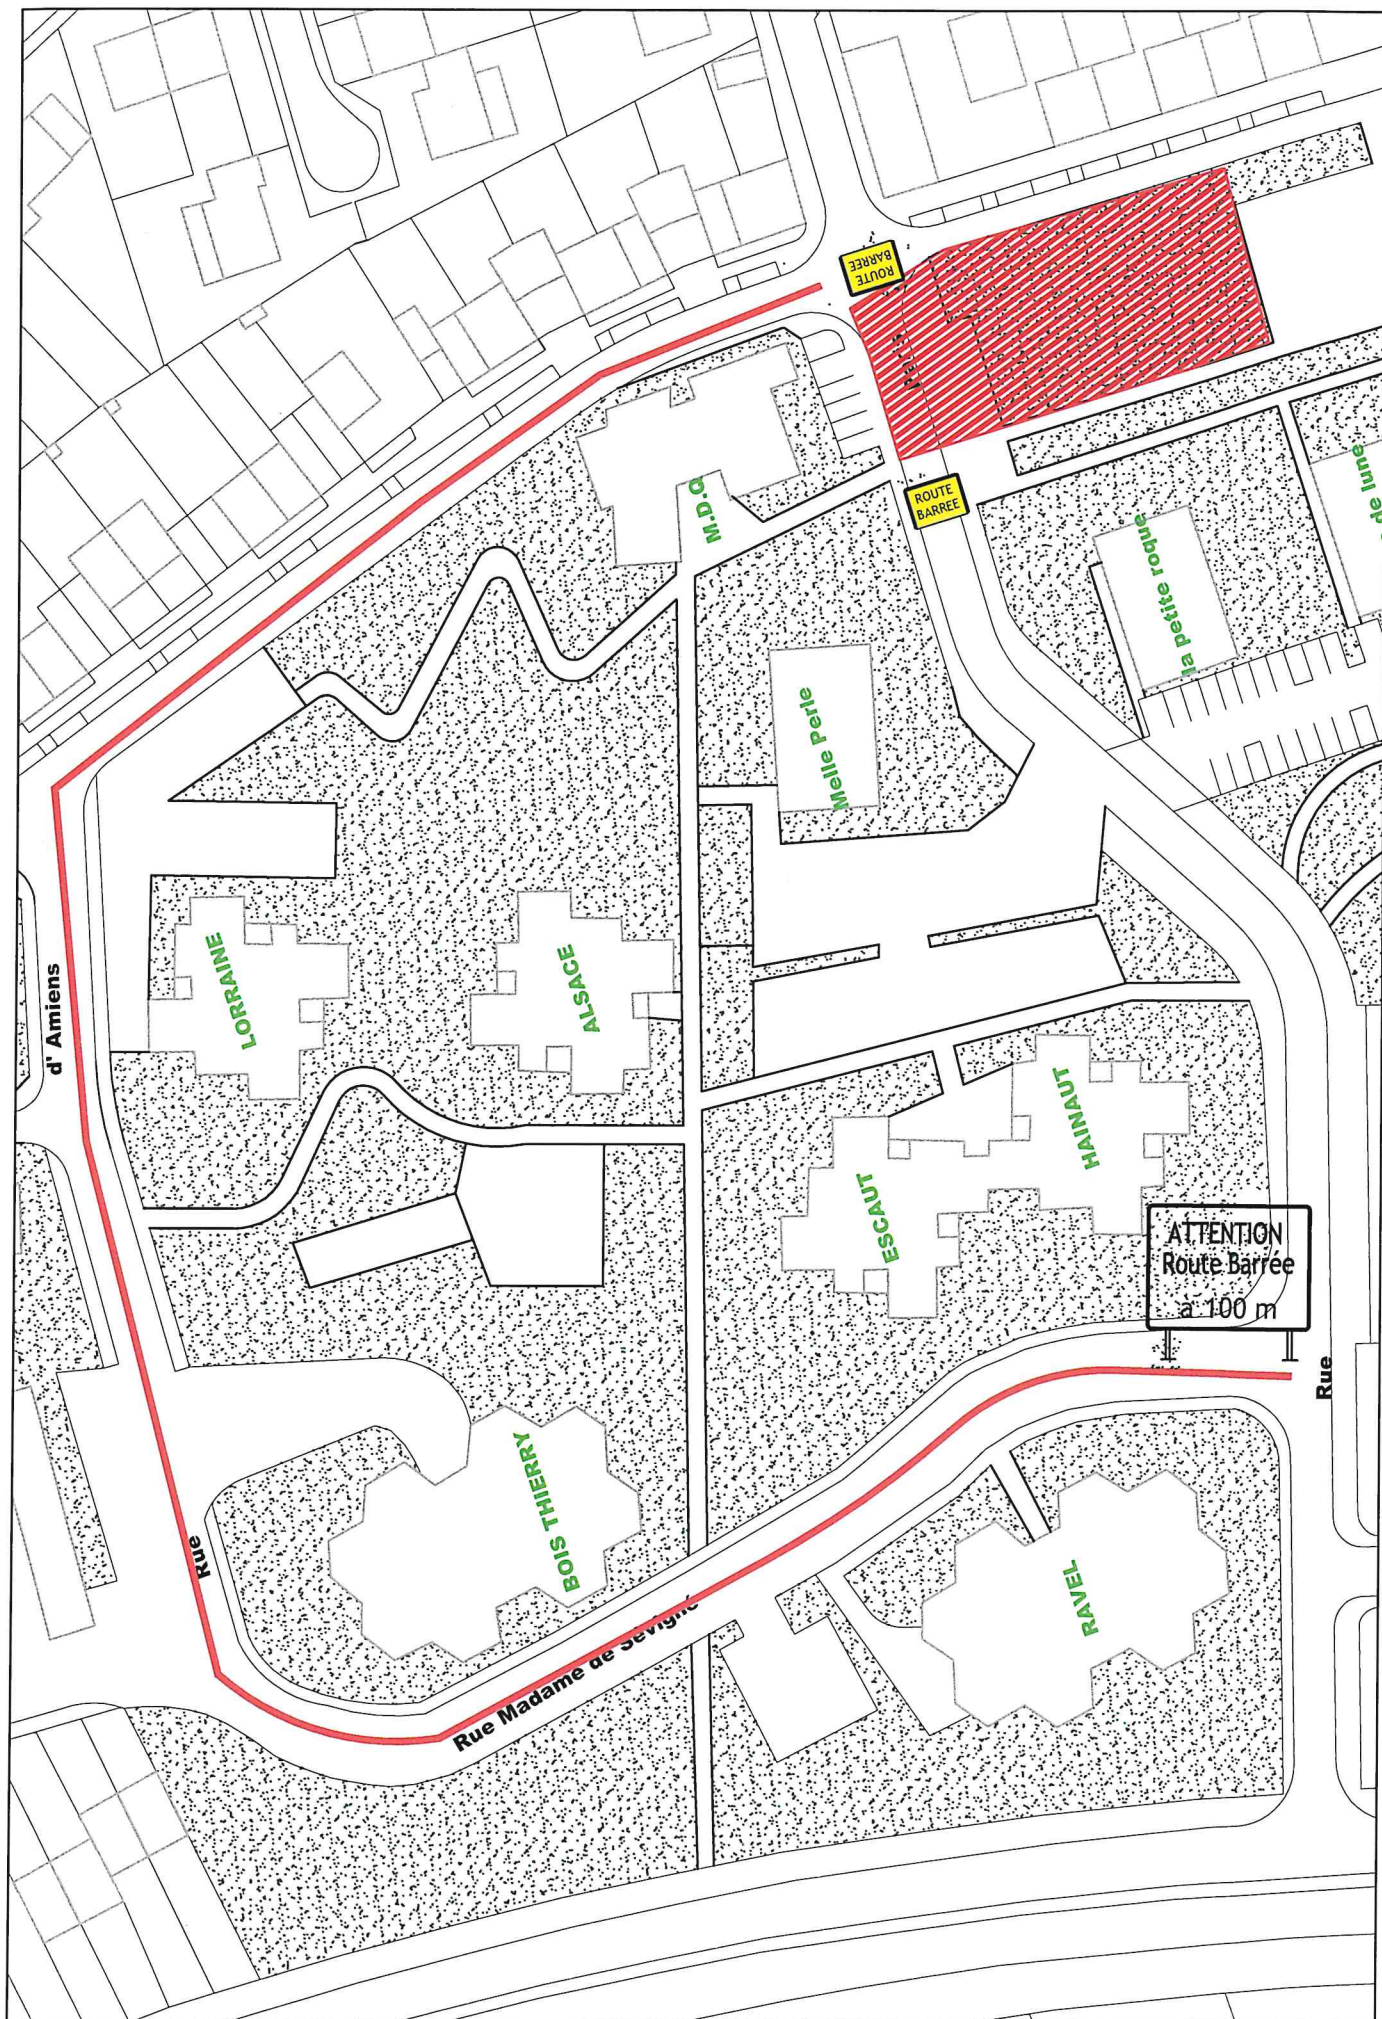 ROUTE
BARREE
ROUTE
BARREE
M.D.Q.
la petite roque
de lune
Melle Perle
d' Amiens
LORRAINE
ALSACE
HAINAUT
ESCAUT
ATTENTION
Route Barrée
a 100 m
Rue
BOIS THIERRY
Rue
RAVEL
Rue Madame de Sévigné